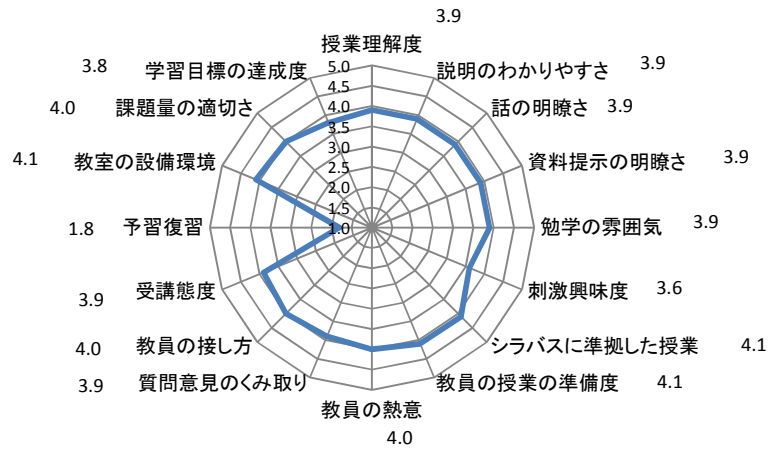 3.9
授業理解度
3.8
学習目標の達成度
5.0
説明のわかりやすさ
3.9
4.5
4.0
課題量の適切さ
4.0
話の明瞭さ
3.9
3.5
4.1
教室の設備環境
3.0
資料提示の明瞭さ
3.9
2.5
2.0
1.5
1.8
予習復習
1.0
勉学の雰囲気
3.9
3.9
受講態度
刺激興味度
3.6
4.0
教員の接し方
シラバスに準拠した授業
4.1
3.9
質問意見のくみ取り
教員の授業の準備度
4.1
教員の熱意
4.0